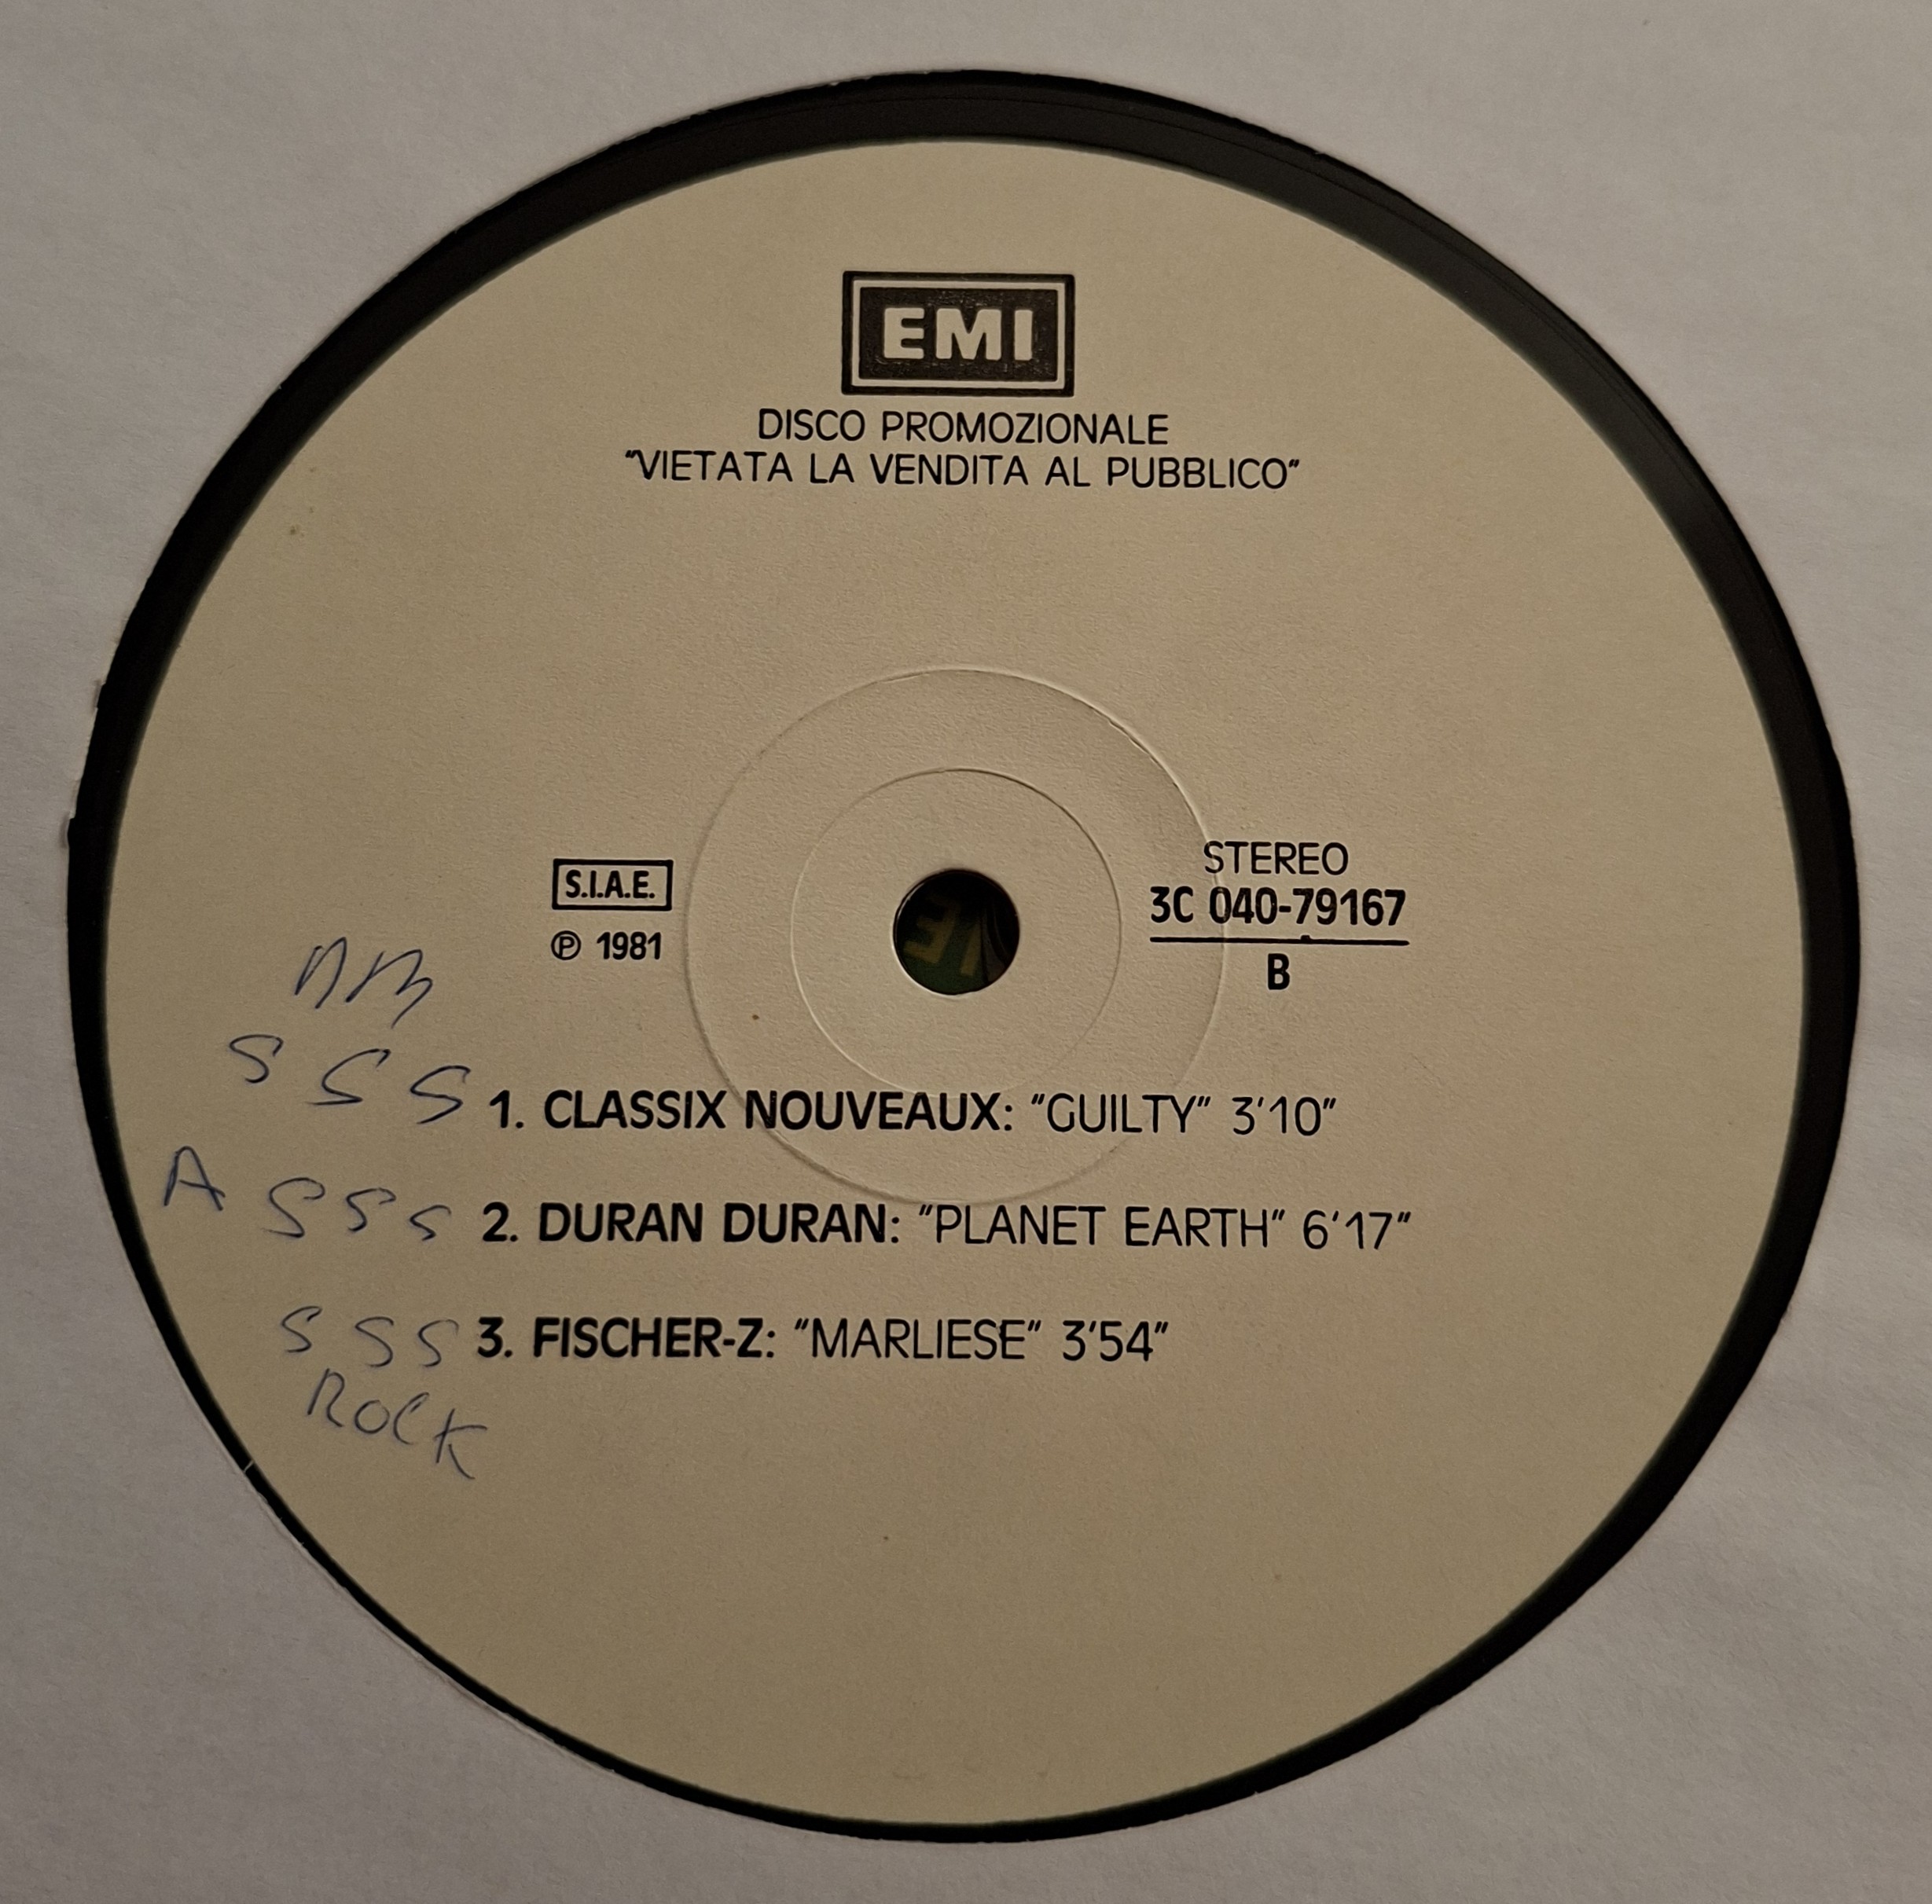 EMI
DISCO PROMOZIONALE
"VIETATA LA VENDITA AL PUBBLICO"
S.I.A.E.
℗ 1981
STEREO
3C 040-79167
B
S S S
1. CLASSIX NOUVEAUX: "GUILTY" 3'10"
A S S S
2. DURAN DURAN: "PLANET EARTH" 6'17"
S S S
3. FISCHER-Z: "MARLIESE" 3'54"
ROCK